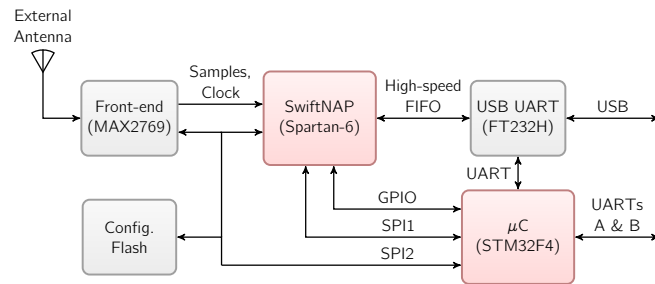 External
Antenna
Samples,
Clock
Front-end
(MAX2769)
SwiftNAP
(Spartan-6)
High-speed
FIFO
USB UART
(FT232H)
USB
UART
GPIO
SPI1
SPI2
Config.
Flash
μC
(STM32F4)
UARTs
A & B